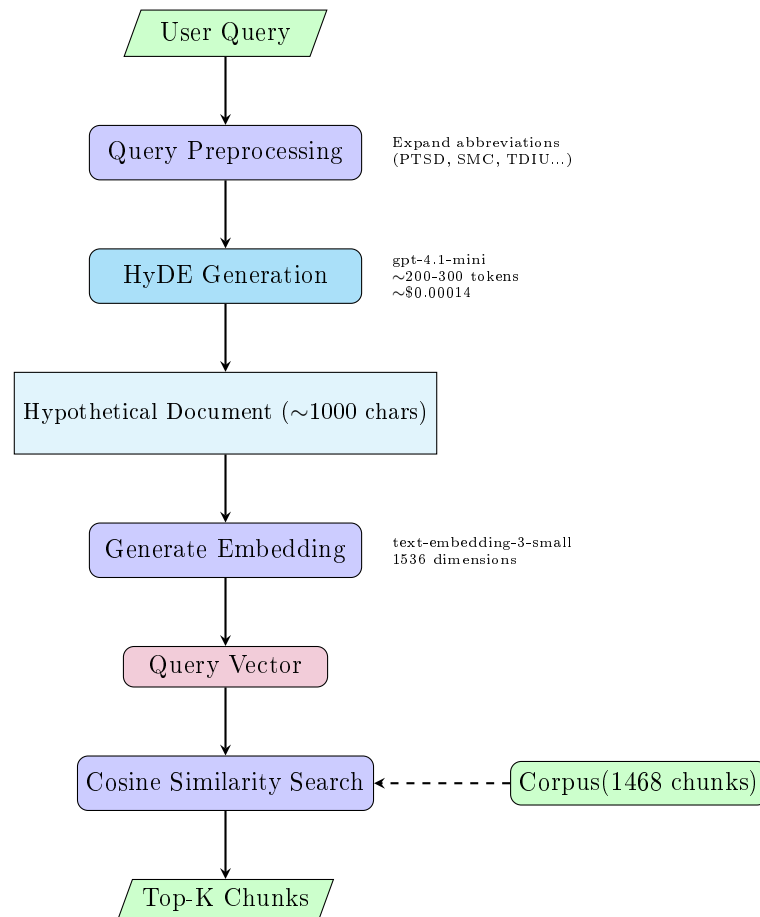 User Query
Query Preprocessing
Expand abbreviations
(PTSD, SMC, TDIU...)
HyDE Generation
gpt-4.1-mini
~200-300 tokens
~$0.00014
Hypothetical Document (~1000 chars)
Generate Embedding
text-embedding-3-small
1536 dimensions
Query Vector
Cosine Similarity Search
Corpus(1468 chunks)
Top-K Chunks